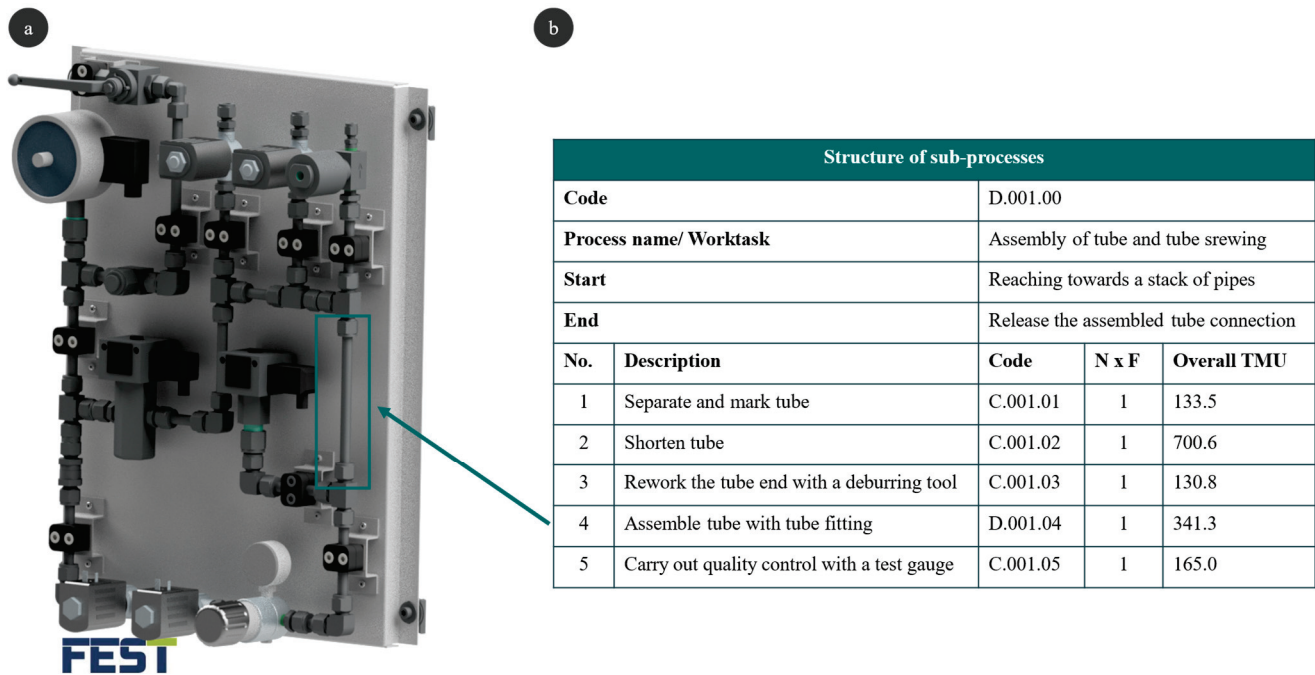 a
b
FEST
Structure of sub-processes
Code D.001.00
Process name/ Worktask Assembly of tube and tube srewing
Start Reaching towards a stack of pipes
End Release the assembled tube connection
No. Description Code N x F Overall TMU
1 Separate and mark tube C.001.01 1 133.5
2 Shorten tube C.001.02 1 700.6
3 Rework the tube end with a deburring tool C.001.03 1 130.8
4 Assemble tube with tube fitting D.001.04 1 341.3
5 Carry out quality control with a test gauge C.001.05 1 165.0